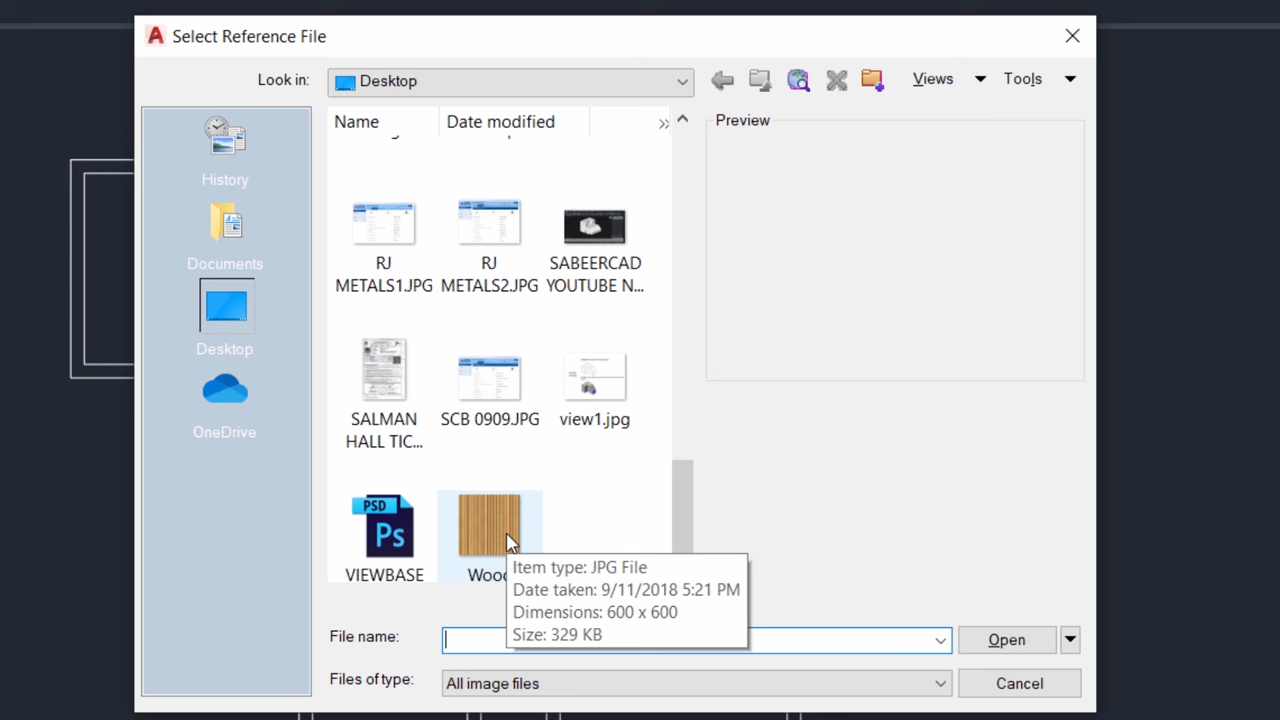 Select Reference File
Look in:
Desktop
Views
Tools
History
Documents
Desktop
OneDrive
Name
Date modified
»
Preview
RJ
METALS1.JPG
RJ
METALS2.JPG
SABEERCAD
YOUTUBE N...
SALMAN
HALL TIC...
SCB 0909.JPG
view1.jpg
PSD
Ps
VIEWBASE
Item type: JPG File
Date taken: 9/11/2018 5:21 PM
Dimensions: 600 x 600
Size: 329 KB
File name:
Open
Files of type:
All image files
Cancel